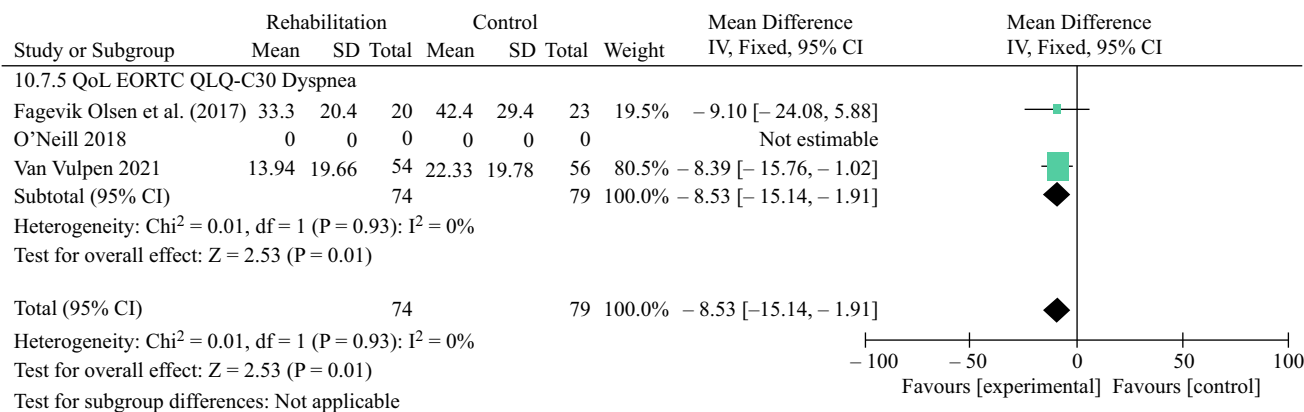 Rehabilitation Control Mean Difference Mean Difference
Study or Subgroup Mean SD Total Mean SD Total Weight IV, Fixed, 95% CI IV, Fixed, 95% CI
10.7.5 QoL EORTC QLQ-C30 Dyspnea
Fagevik Olsen et al. (2017) 33.3 20.4 20 42.4 29.4 23 19.5% – 9.10 [– 24.08, 5.88]
O’Neill 2018 0 0 0 0 0 0 Not estimable
Van Vulpen 2021 13.94 19.66 54 22.33 19.78 56 80.5% – 8.39 [– 15.76, – 1.02]
Subtotal (95% CI) 74 79 100.0% – 8.53 [– 15.14, – 1.91]
Heterogeneity: Chi² = 0.01, df = 1 (P = 0.93): I² = 0%
Test for overall effect: Z = 2.53 (P = 0.01)
Total (95% CI) 74 79 100.0% – 8.53 [–15.14, – 1.91]
Heterogeneity: Chi² = 0.01, df = 1 (P = 0.93): I² = 0%
Test for overall effect: Z = 2.53 (P = 0.01)
Test for subgroup differences: Not applicable
– 100 – 50 0 50 100
Favours [experimental] Favours [control]